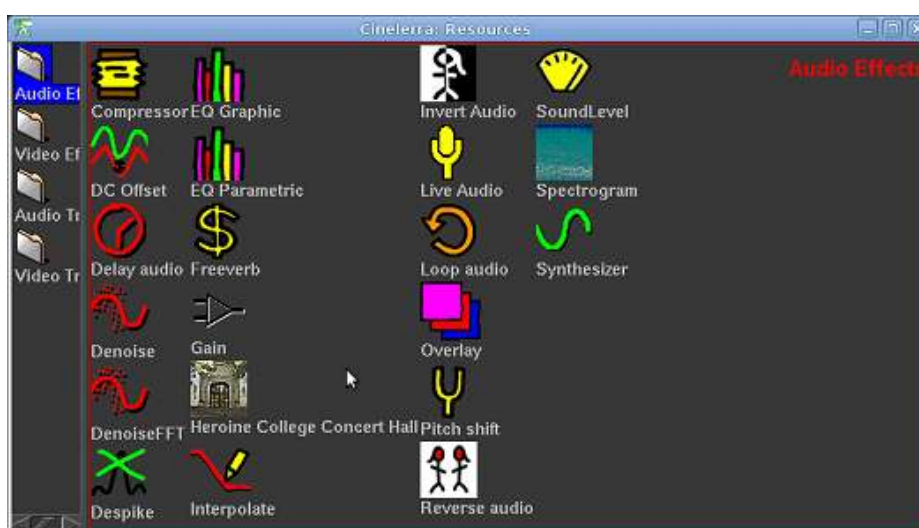 Cinelerra: Resources
Audio Ef
Video Ef
Audio Tr
Video Tr
Audio Effects
Compressor EQ Graphic Invert Audio SoundLevel
DC Offset EQ Parametric Live Audio Spectrogram
Delay audio Freeverb Loop audio Synthesizer
Denoise Gain Overlay
DenoiseFFT Heroine College Concert Hall Pitch shift
Despike Interpolate Reverse audio